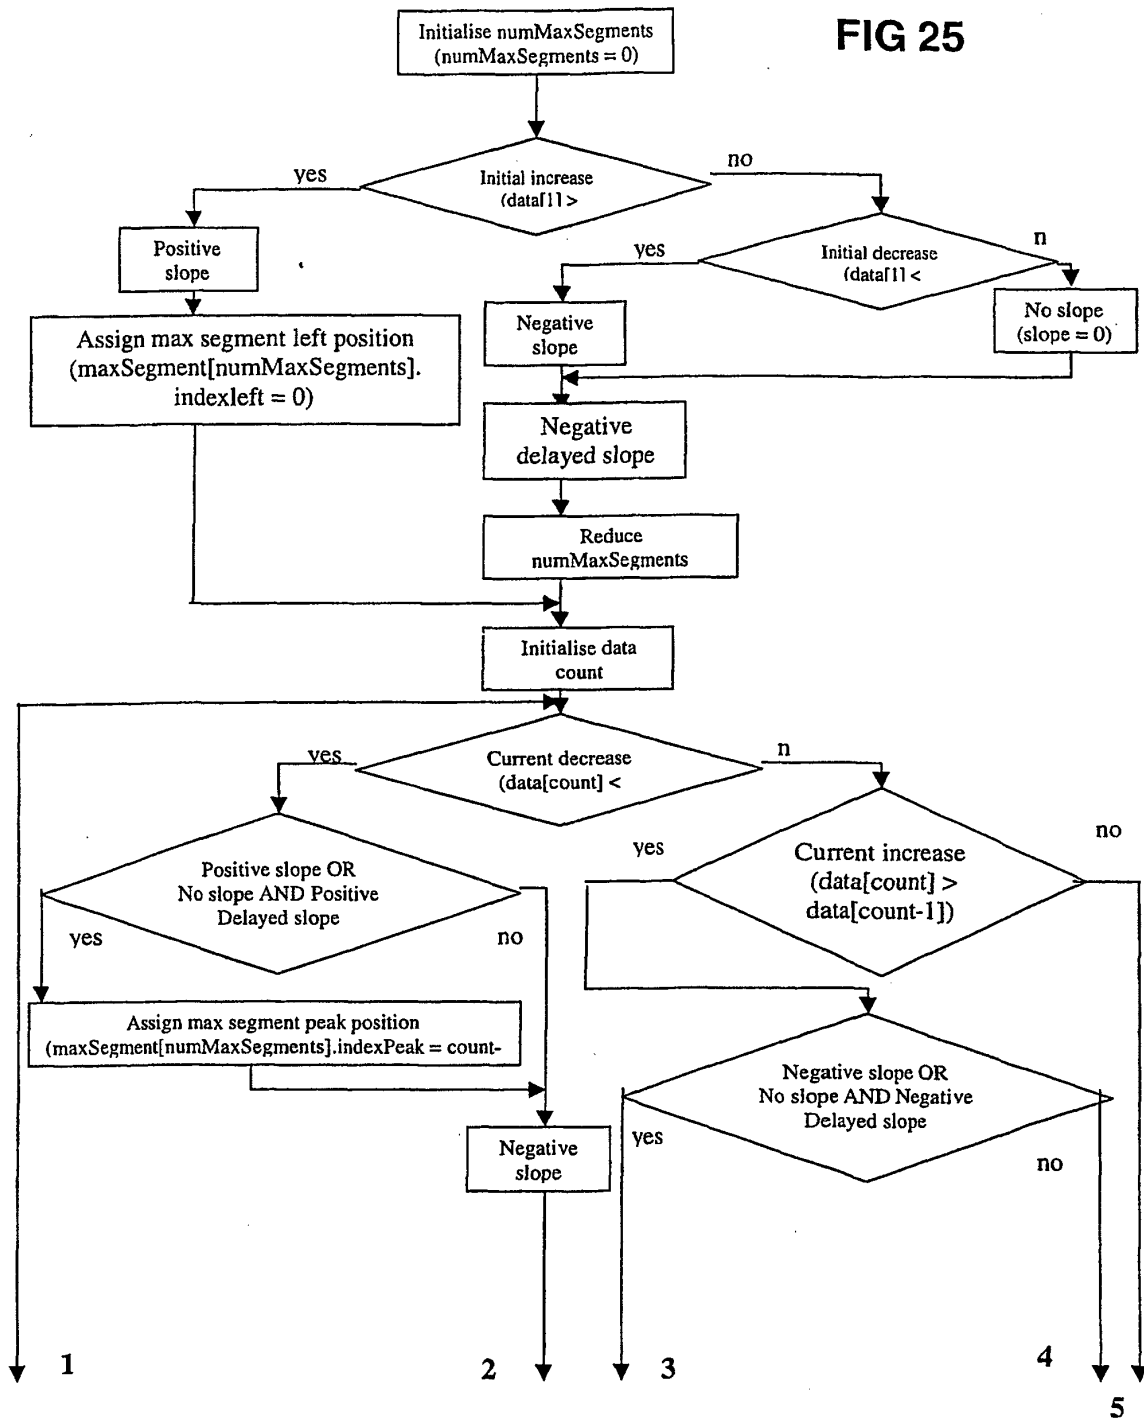 FIG 25
Initialise numMaxSegments
(numMaxSegments = 0)
yes
no
Initial increase
(data[1] >
Positive
slope
yes
n
Initial decrease
(data[1] <
Assign max segment left position
(maxSegment[numMaxSegments].
indexleft = 0)
Negative
slope
No slope
(slope = 0)
Negative
delayed slope
Reduce
numMaxSegments
Initialise data
count
yes
n
Current decrease
(data[count] <
yes
no
Current increase
(data[count] >
data[count-1])
Positive slope OR
No slope AND Positive
Delayed slope
yes
no
Assign max segment peak position
(maxSegment[numMaxSegments].indexPeak = count-
Negative slope OR
No slope AND Negative
Delayed slope
yes
no
Negative
slope
1
2
3
4
5